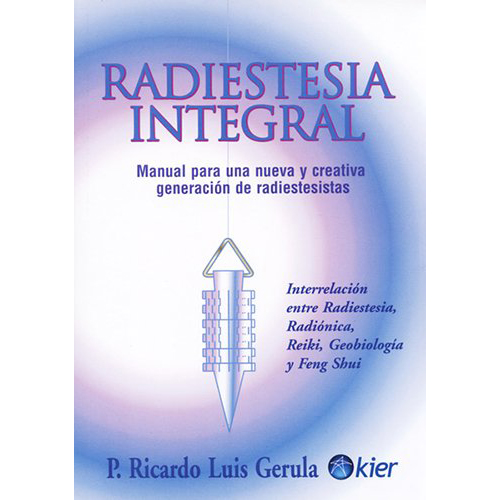 RADIESTESIA
INTEGRAL
Manual para una nueva y creativa
generación de radiestesistas
Interrelación
entre Radiestesia,
Radiónica,
Reiki, Geobiología
y Feng Shui
P. Ricardo Luis Gerula kier